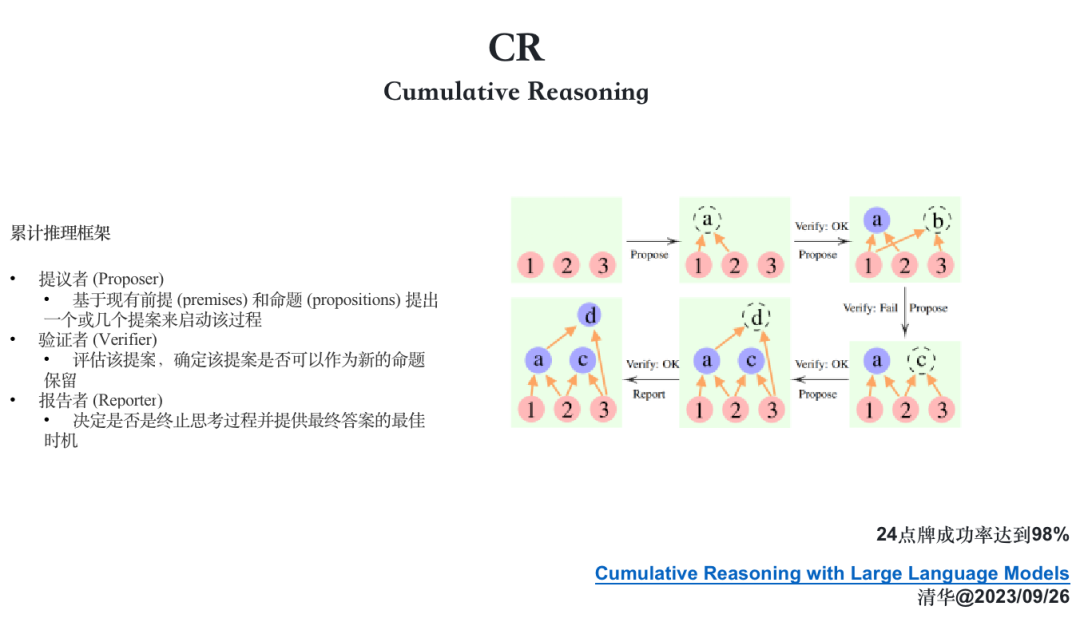 CR
Cumulative Reasoning
累计推理框架
• 提议者 (Proposer)
• 基于现有前提 (premises) 和命题 (propositions) 提出
一个或几个提案来启动该过程
• 验证者 (Verifier)
• 评估该提案，确定该提案是否可以作为新的命题
保留
• 报告者 (Reporter)
• 决定是否是终止思考过程并提供最终答案的最佳
时机
1 2 3
Propose
a
1 2 3
Verify: OK
Propose
a b
1 2 3
Verify: Fail Propose
a c
1 2 3
Verify: OK
Propose
d
a c
1 2 3
Verify: OK
Report
d
a c
1 2 3
24点牌成功率达到98%
Cumulative Reasoning with Large Language Models
清华@2023/09/26